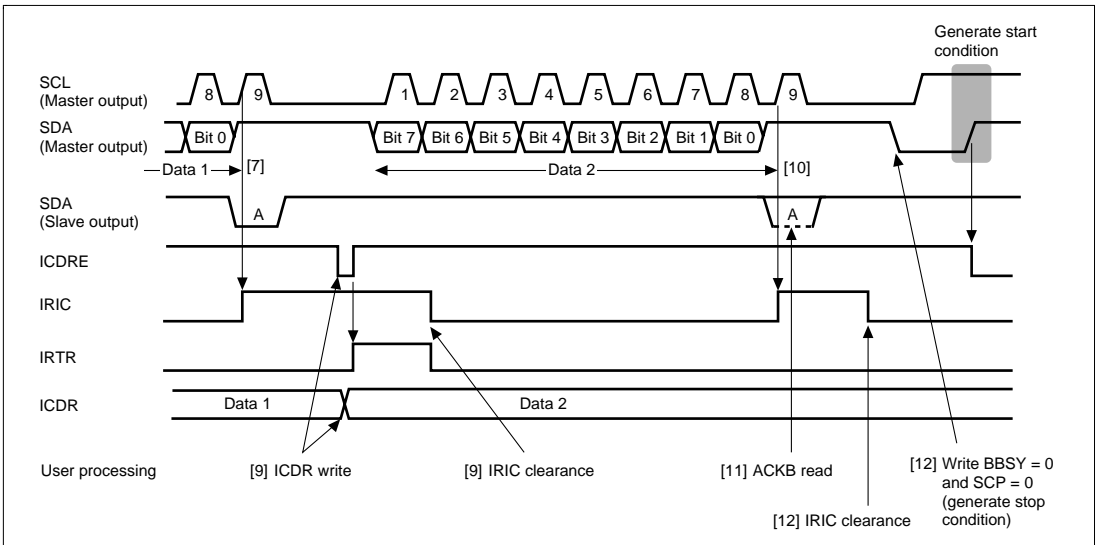 Generate start
condition
SCL
(Master output)
8 9 1 2 3 4 5 6 7 8 9
SDA
(Master output)
Bit 0 Bit 7 Bit 6 Bit 5 Bit 4 Bit 3 Bit 2 Bit 1 Bit 0
Data 1 [7] Data 2 [10]
SDA
(Slave output)
A A
ICDRE
IRIC
IRTR
ICDR
Data 1 Data 2
User processing
[9] ICDR write
[9] IRIC clearance
[11] ACKB read
[12] IRIC clearance
[12] Write BBSY = 0
and SCP = 0
(generate stop
condition)